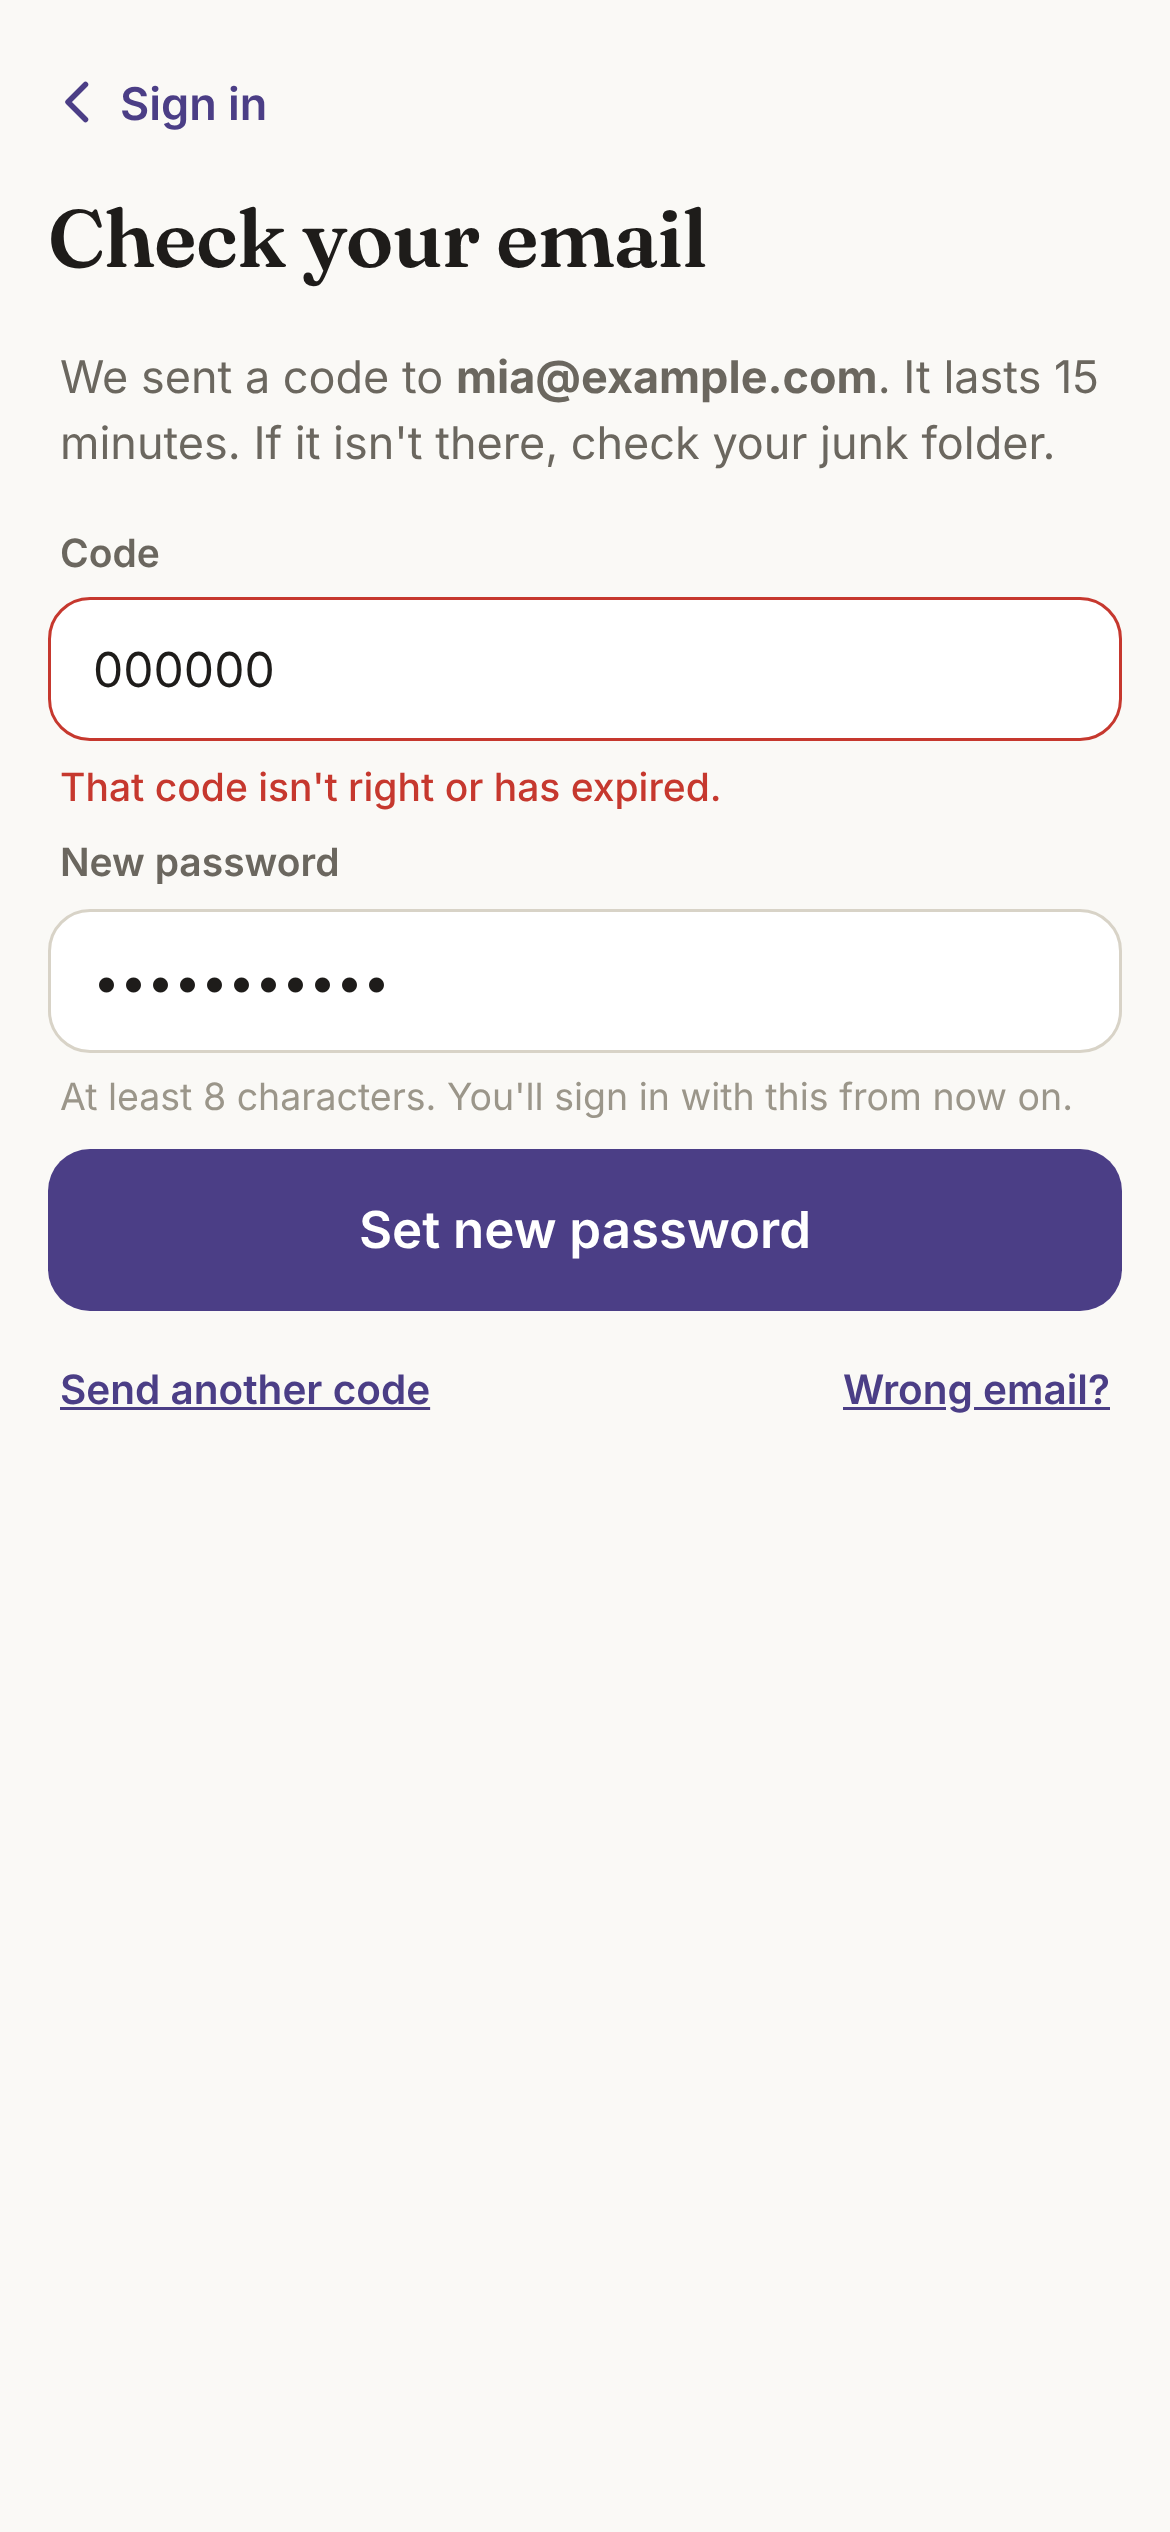 Sign in
Check your email
We sent a code to mia@example.com. It lasts 15
minutes. If it isn't there, check your junk folder.
Code
000000
That code isn't right or has expired.
New password
•••••••••••
At least 8 characters. You'll sign in with this from now on.
Set new password
Send another code
Wrong email?